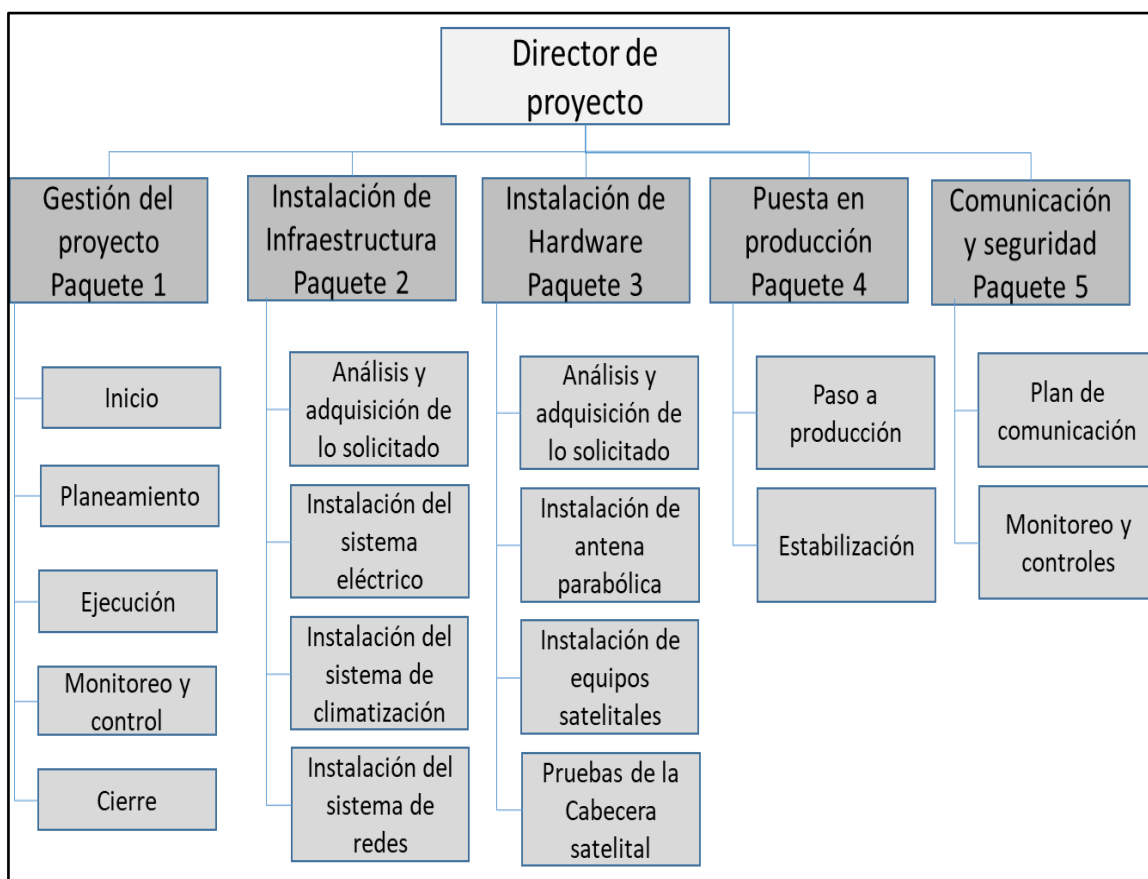 Director de
proyecto
Gestión del
proyecto
Paquete 1
Inicio
Planeamiento
Ejecución
Monitoreo y
control
Cierre
Instalación de
Infraestructura
Paquete 2
Análisis y
adquisición de
lo solicitado
Instalación del
sistema
eléctrico
Instalación del
sistema de
climatización
Instalación del
sistema de
redes
Instalación de
Hardware
Paquete 3
Análisis y
adquisición de
lo solicitado
Instalación de
antena
parabólica
Instalación de
equipos
satelitales
Pruebas de la
Cabecera
satelital
Puesta en
producción
Paquete 4
Paso a
producción
Estabilización
Comunicación
y seguridad
Paquete 5
Plan de
comunicación
Monitoreo y
controles